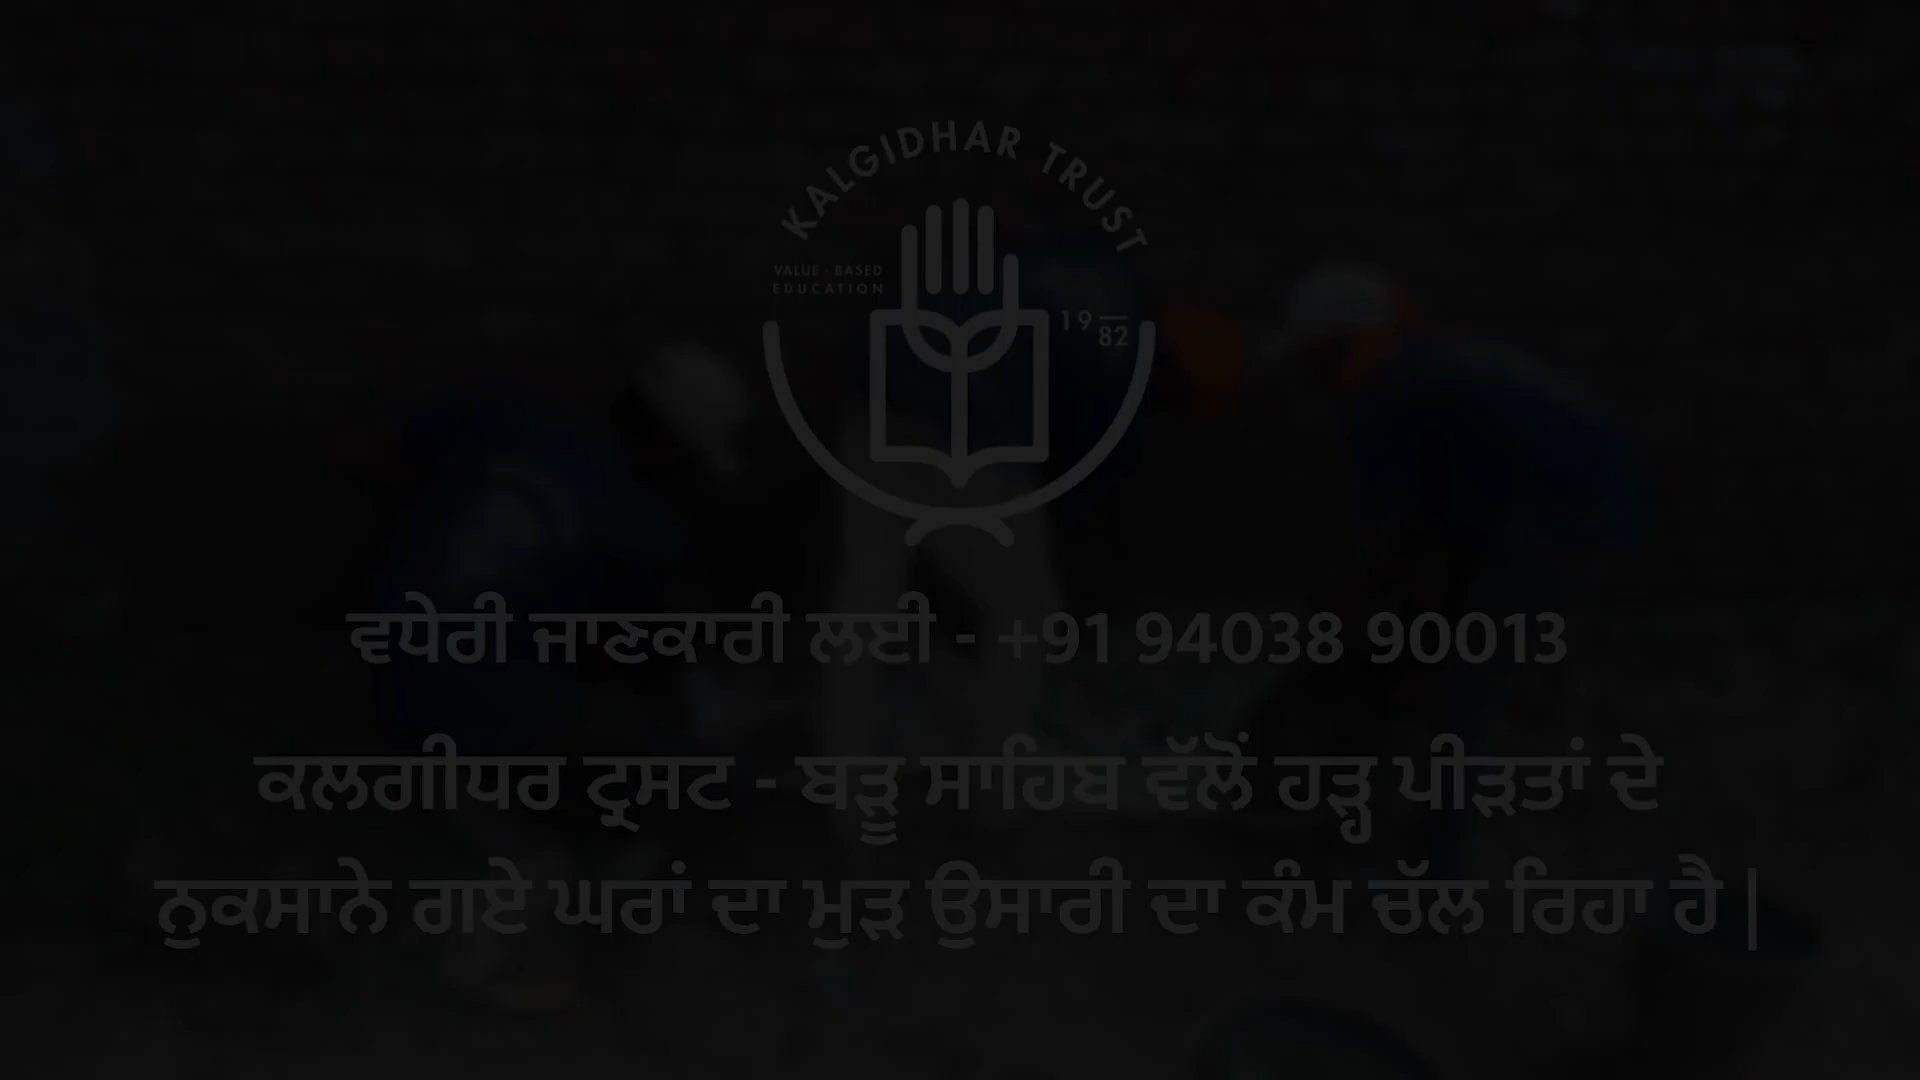 KALGIDHAR TRUST
VALUE - BASED
EDUCATION
19
82
ਵਧੇਰੀ ਜਾਣਕਾਰੀ ਲਈ - +91 94038 90013
ਕਲਗੀਧਰ ਟ੍ਰਸਟ - ਬੜੂ ਸਾਹਿਬ ਵੱਲੋਂ ਹੜ੍ਹ ਪੀੜਤਾਂ ਦੇ
ਨੁਕਸਾਨੇ ਗਏ ਘਰਾਂ ਦਾ ਮੁੜ ਉਸਾਰੀ ਦਾ ਕੰਮ ਚੱਲ ਰਿਹਾ ਹੈ |